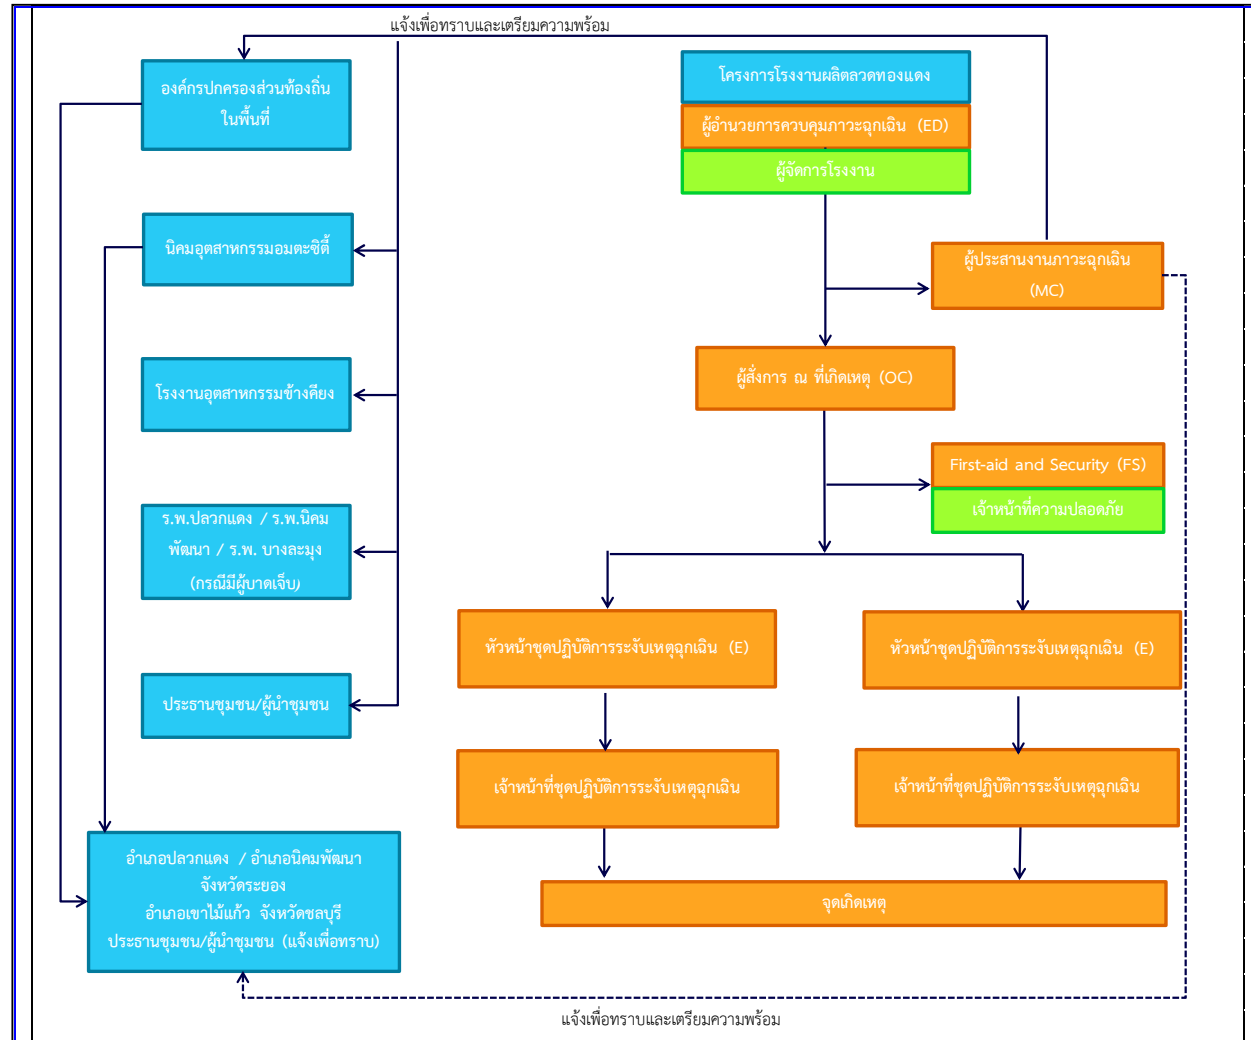 แจ้งเพื่อทราบและเตรียมความพร้อม
องค์กรปกครองส่วนท้องถิ่น
ในพื้นที่
โครงการโรงงานผลิตลวดทองแดง
ผู้อำนวยการควบคุมภาวะฉุกเฉิน (ED)
ผู้จัดการโรงงาน
นิคมอุตสาหกรรมอมตะซิตี้
ผู้ประสานงานภาวะฉุกเฉิน
(MC)
โรงงานอุตสาหกรรมข้างคียง
ผู้สั่งการ ณ ที่เกิดเหตุ (OC)
First-aid and Security (FS)
เจ้าหน้าที่ความปลอดภัย
ร.พ.ปลวกแดง / ร.พ.นิคม
พัฒนา / ร.พ. บางละมุง
(กรณีมีผู้บาดเจ็บ)
หัวหน้าชุดปฏิบัติการระงับเหตุฉุกเฉิน (E)
หัวหน้าชุดปฏิบัติการระงับเหตุฉุกเฉิน (E)
ประธานชุมชน/ผู้นำชุมชน
เจ้าหน้าที่ชุดปฏิบัติการระงับเหตุฉุกเฉิน
เจ้าหน้าที่ชุดปฏิบัติการระงับเหตุฉุกเฉิน
อำเภอปลวกแดง / อำเภอนิคมพัฒนา
จังหวัดระยอง
อำเภอเขาไม้แก้ว จังหวัดชลบุรี
ประธานชุมชน/ผู้นำชุมชน (แจ้งเพื่อทราบ)
จุดเกิดเหตุ
แจ้งเพื่อทราบและเตรียมความพร้อม